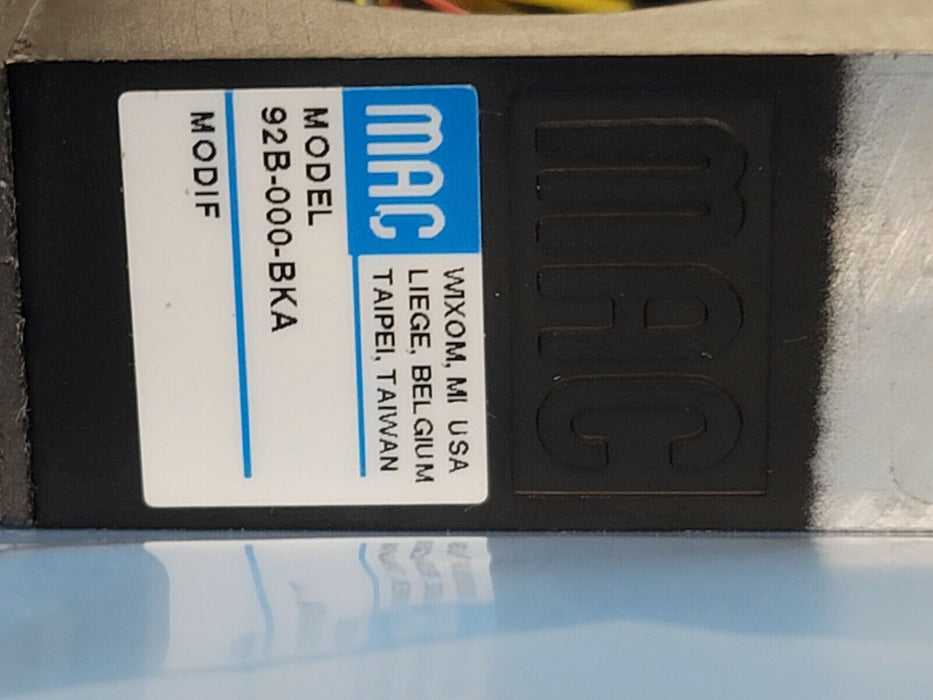 MAC
WIXOM, MI USA
LIEGE, BELGIUM
TAIPEI, TAIWAN
MODEL
92B-000-BKA
MODIF
MAC